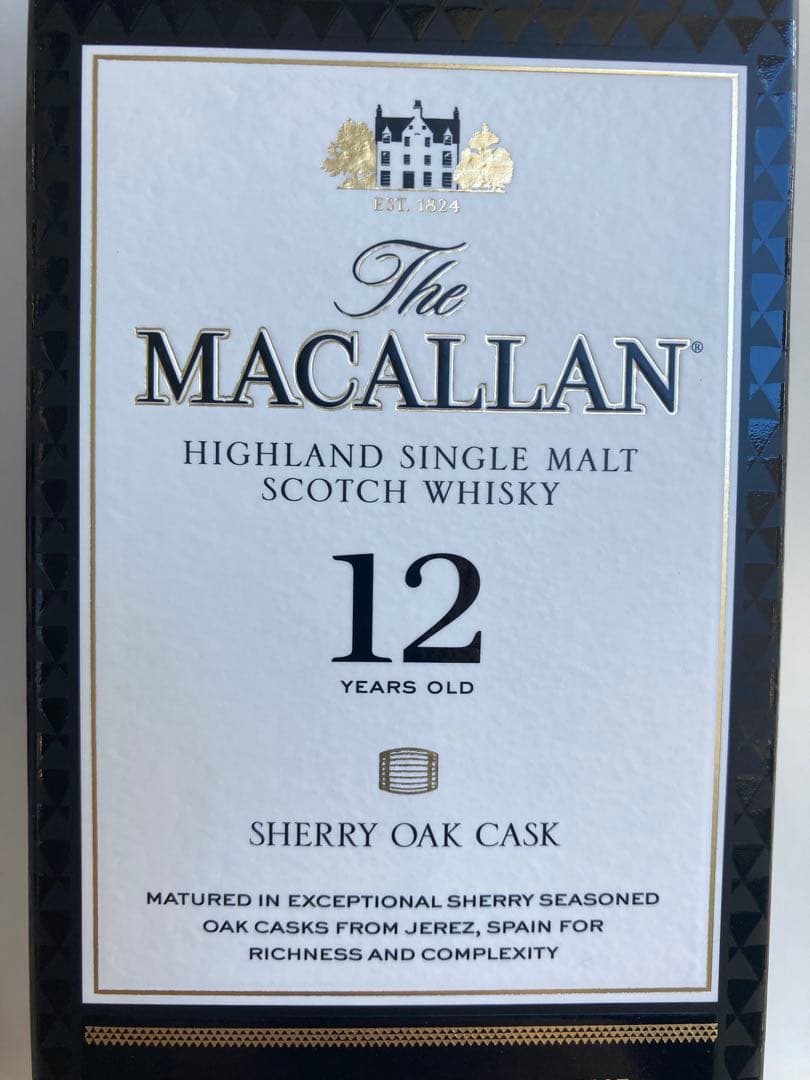 EST. 1824
The
MACALLAN®
HIGHLAND SINGLE MALT
SCOTCH WHISKY
12
YEARS OLD
SHERRY OAK CASK
MATURED IN EXCEPTIONAL SHERRY SEASONED
OAK CASKS FROM JEREZ, SPAIN FOR
RICHNESS AND COMPLEXITY